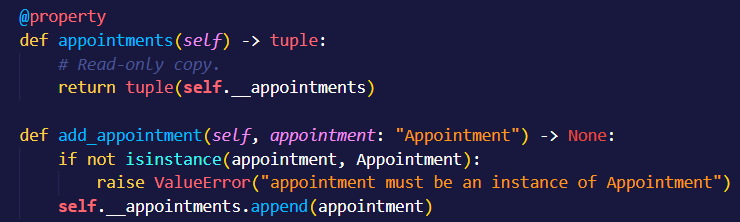 @property
def appointments(self) -> tuple:
    # Read-only copy.
    return tuple(self.__appointments)

def add_appointment(self, appointment: "Appointment") -> None:
    if not isinstance(appointment, Appointment):
        raise ValueError("appointment must be an instance of Appointment")
    self.__appointments.append(appointment)